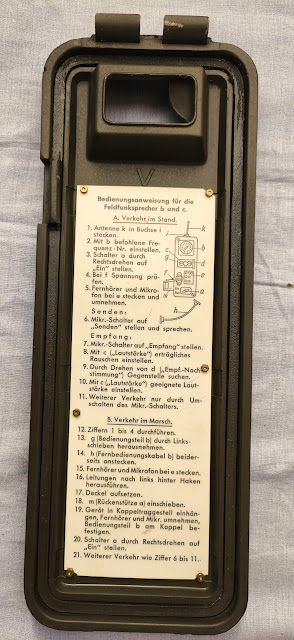 V
Bedienungsanweisung für die
Feldfunksprecher b und c.
A. Verkehr im Stand.
1. Antenne k in Buchse i
stecken.
2. Mit b befohlene Fre-
quenz-Nr. einstellen.
3. Schalter a durch
Rechtsdrehen auf
„Ein" stellen.
4. Bei f Spannung prü-
fen.
5. Fernhörer und Mikro-
fon bei e stecken und
umnehmen.
Senden:
6. Mikr.-Schalter auf
„Senden" stellen und sprechen.
Empfang:
7. Mikr.-Schalter auf „Empfang" stellen.
8. Mit c („Lautstärke") erträgliches
Rauschen einstellen.
9. Durch Drehen von d („Empf.-Nach-
stimmung") Gegenstelle suchen.
10. Mit c („Lautstärke") geeignete Laut-
stärke einstellen.
11. Weiterer Verkehr nur durch Um-
schalten des Mikr.-Schalters.
B. Verkehr im Marsch.
12. Ziffern 1 bis 4 durchführen.
13. g (Bedienungsteil b) durch Links-
schieben herausnehmen.
14. h (Fernbedienungskabel b) beider-
seits anstecken.
15. Fernhörer und Mikrofon bei e stecken.
16. Leitungen nach links hinter Haken
herausführen.
17. Deckel aufsetzen.
18. m (Rückenstütze a) einschieben.
19. Gerät in Koppeltraggestell einhän-
gen, Fernhörer und Mikr. umnehmen,
Bedienungsteil b am Koppel be-
festigen.
20. Schalter a durch Rechtsdrehen auf
„Ein" stellen.
21. Weiterer Verkehr wie Ziffer 6 bis 11.